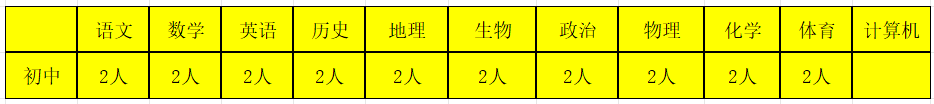 语文 数学 英语 历史 地理 生物 政治 物理 化学 体育 计算机
初中 2人 2人 2人 2人 2人 2人 2人 2人 2人 2人